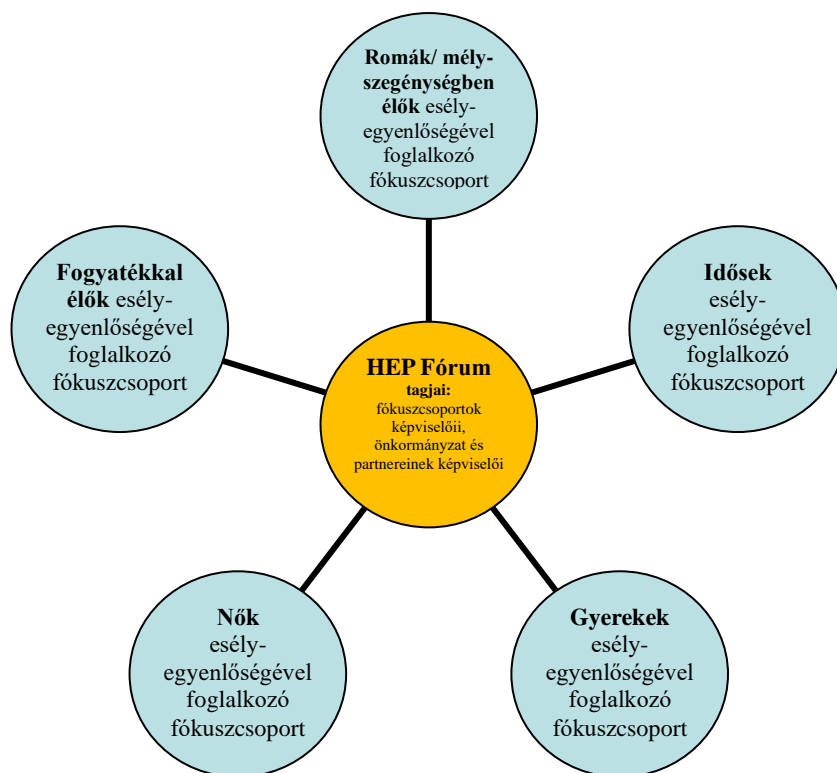 Romák/ mély-
szegénységben
élők esély-
egyenlőségével
foglalkozó
fókuszcsoport
Fogyatékkal
élők esély-
egyenlőségével
foglalkozó
fókuszcsoport
Idősek
esély-
egyenlőségével
foglalkozó
fókuszcsoport
HEP Fórum
tagjai:
fókuszcsoportok
képviselőii,
önkormányzat és
partnereinek képviselői
Nők
esély-
egyenlőségével
foglalkozó
fókuszcsoport
Gyerekek
esély-
egyenlőségével
foglalkozó
fókuszcsoport